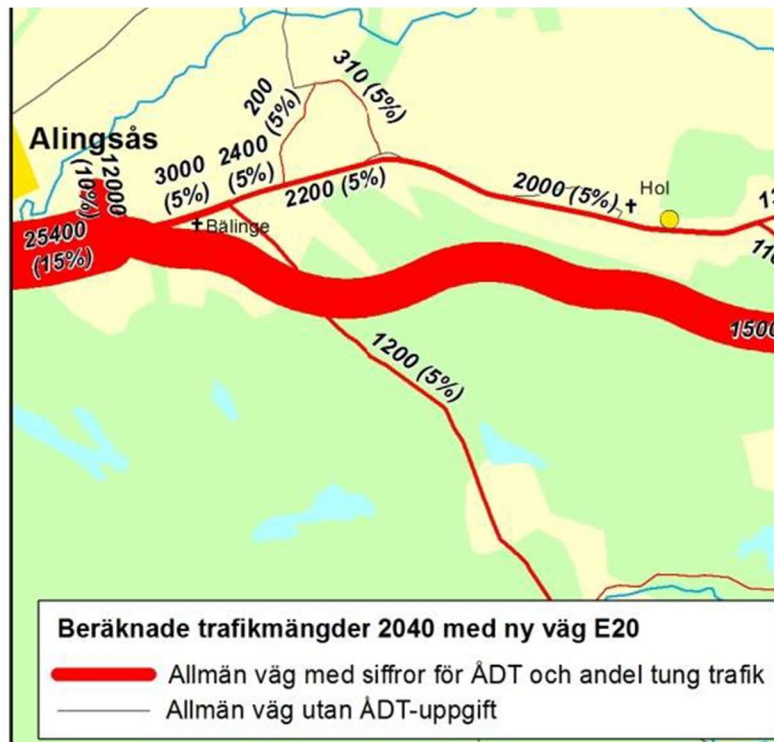 310 (5%)
200
(5%)
Alingsås
12000
(10%)
3000
(5%)
2400
(5%)
2200 (5%)
2000 (5%)
Hol
Bälinge
25400
(15%)
1200 (5%)
Beräknade trafikmängder 2040 med ny väg E20
Allmän väg med siffror för ÅDT och andel tung trafik
Allmän väg utan ÅDT-uppgift